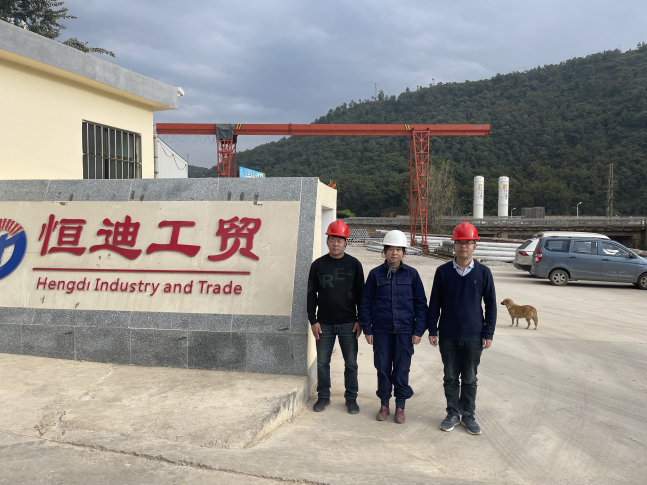 恒迪工贸
Hengdi Industry and Trade